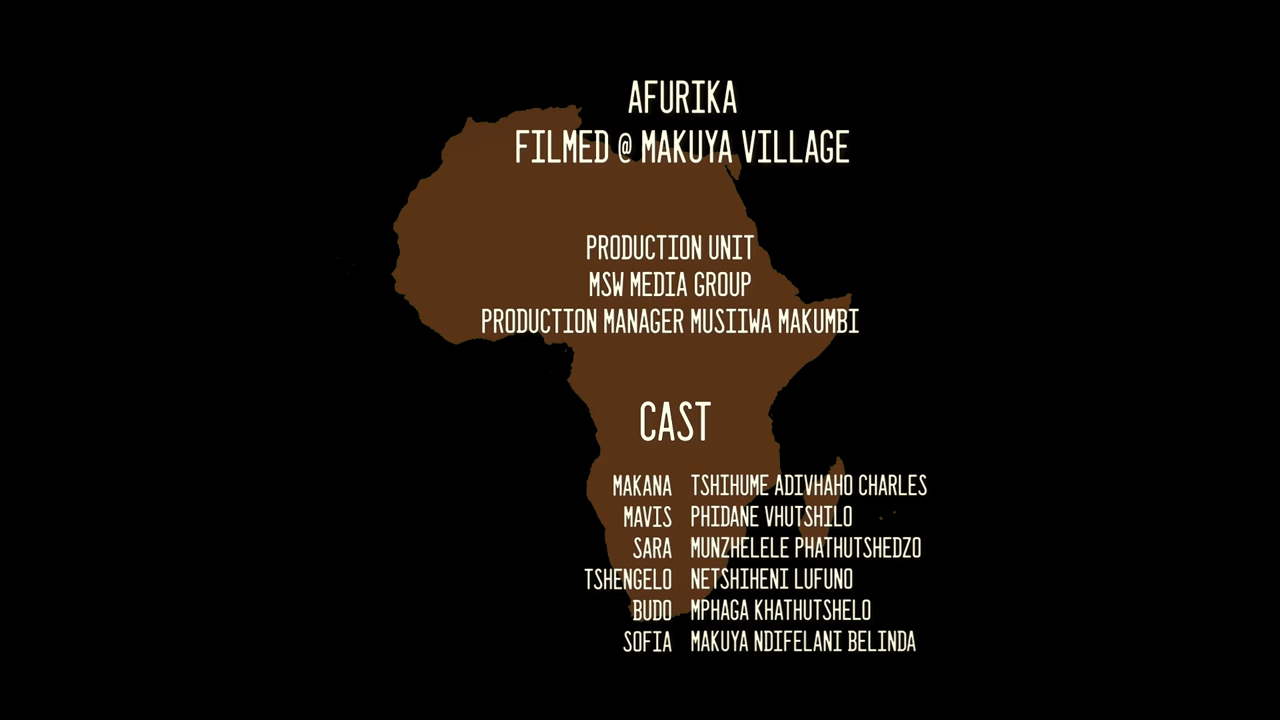 AFURIKA
FILMED @ MAKUYA VILLAGE
PRODUCTION UNIT
MSW MEDIA GROUP
PRODUCTION MANAGER MUSIIWA MAKUMBI
CAST
MAKANA TSHIHUME ADIVHAHO CHARLES
MAVIS PHIDANE VHUTSHILO
SARA MUNZHELELE PHATHUTSHEDZO
TSHENGELO NETSHIHENI LUFUNO
BUDO MPHAGA KHATHUTSHELO
SOFIA MAKUYA NDIFELANI BELINDA